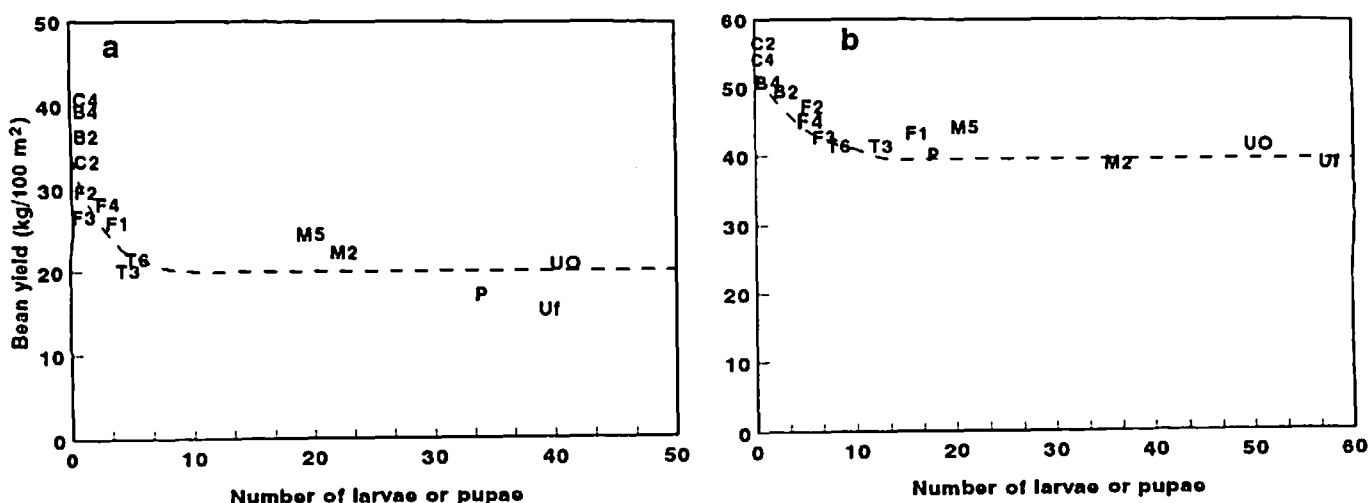 a
50
40
30
20
10
0
Bean yield (kg/100 m²)
C4
B4
B2
C2
F2
F4
F3
F1
T6
T3
M5
M2
UO
P
Uf
0 10 20 30 40 50
Number of larvae or pupae
b
60
50
40
30
20
10
0
C2
C4
B4
B2
F2
F4
F3
T6
T3
F1
P
M5
M2
UO
Uf
0 10 20 30 40 50 60
Number of larvae or pupae